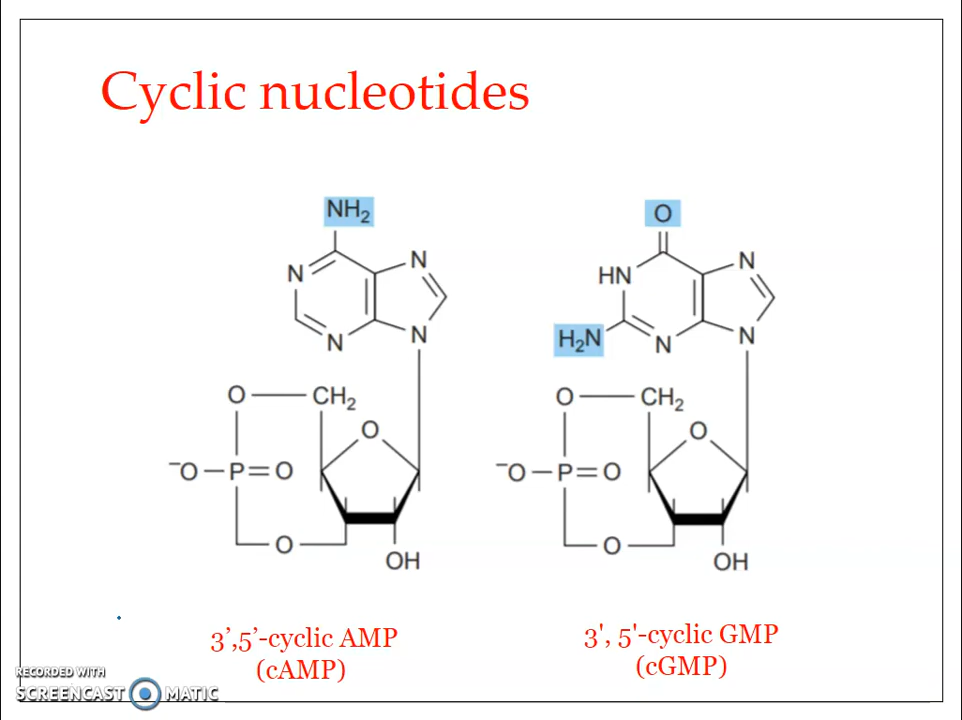 Cyclic nucleotides
NH₂
O
N
N
N
N
HN
N
H₂N
N
N
O
CH₂
O
O
CH₂
O
⁻O
P
O
⁻O
P
O
O
OH
O
OH
3’,5’-cyclic AMP
(cAMP)
3', 5'-cyclic GMP
(cGMP)
RECORDED WITH
SCREENCAST MATIC